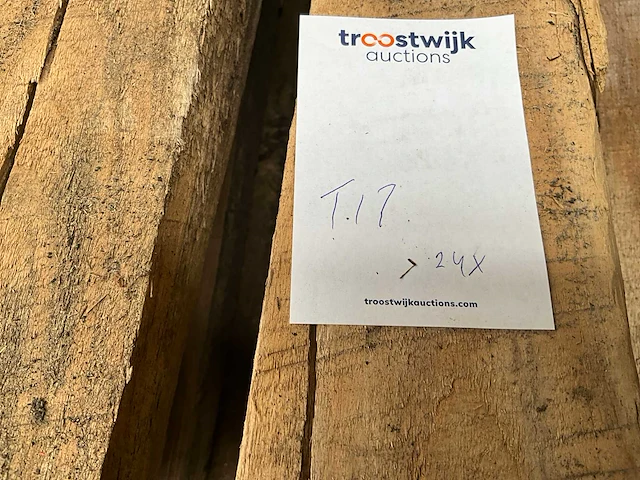 troostwijk
auctions
T.17.
24x
troostwijkauctions.com